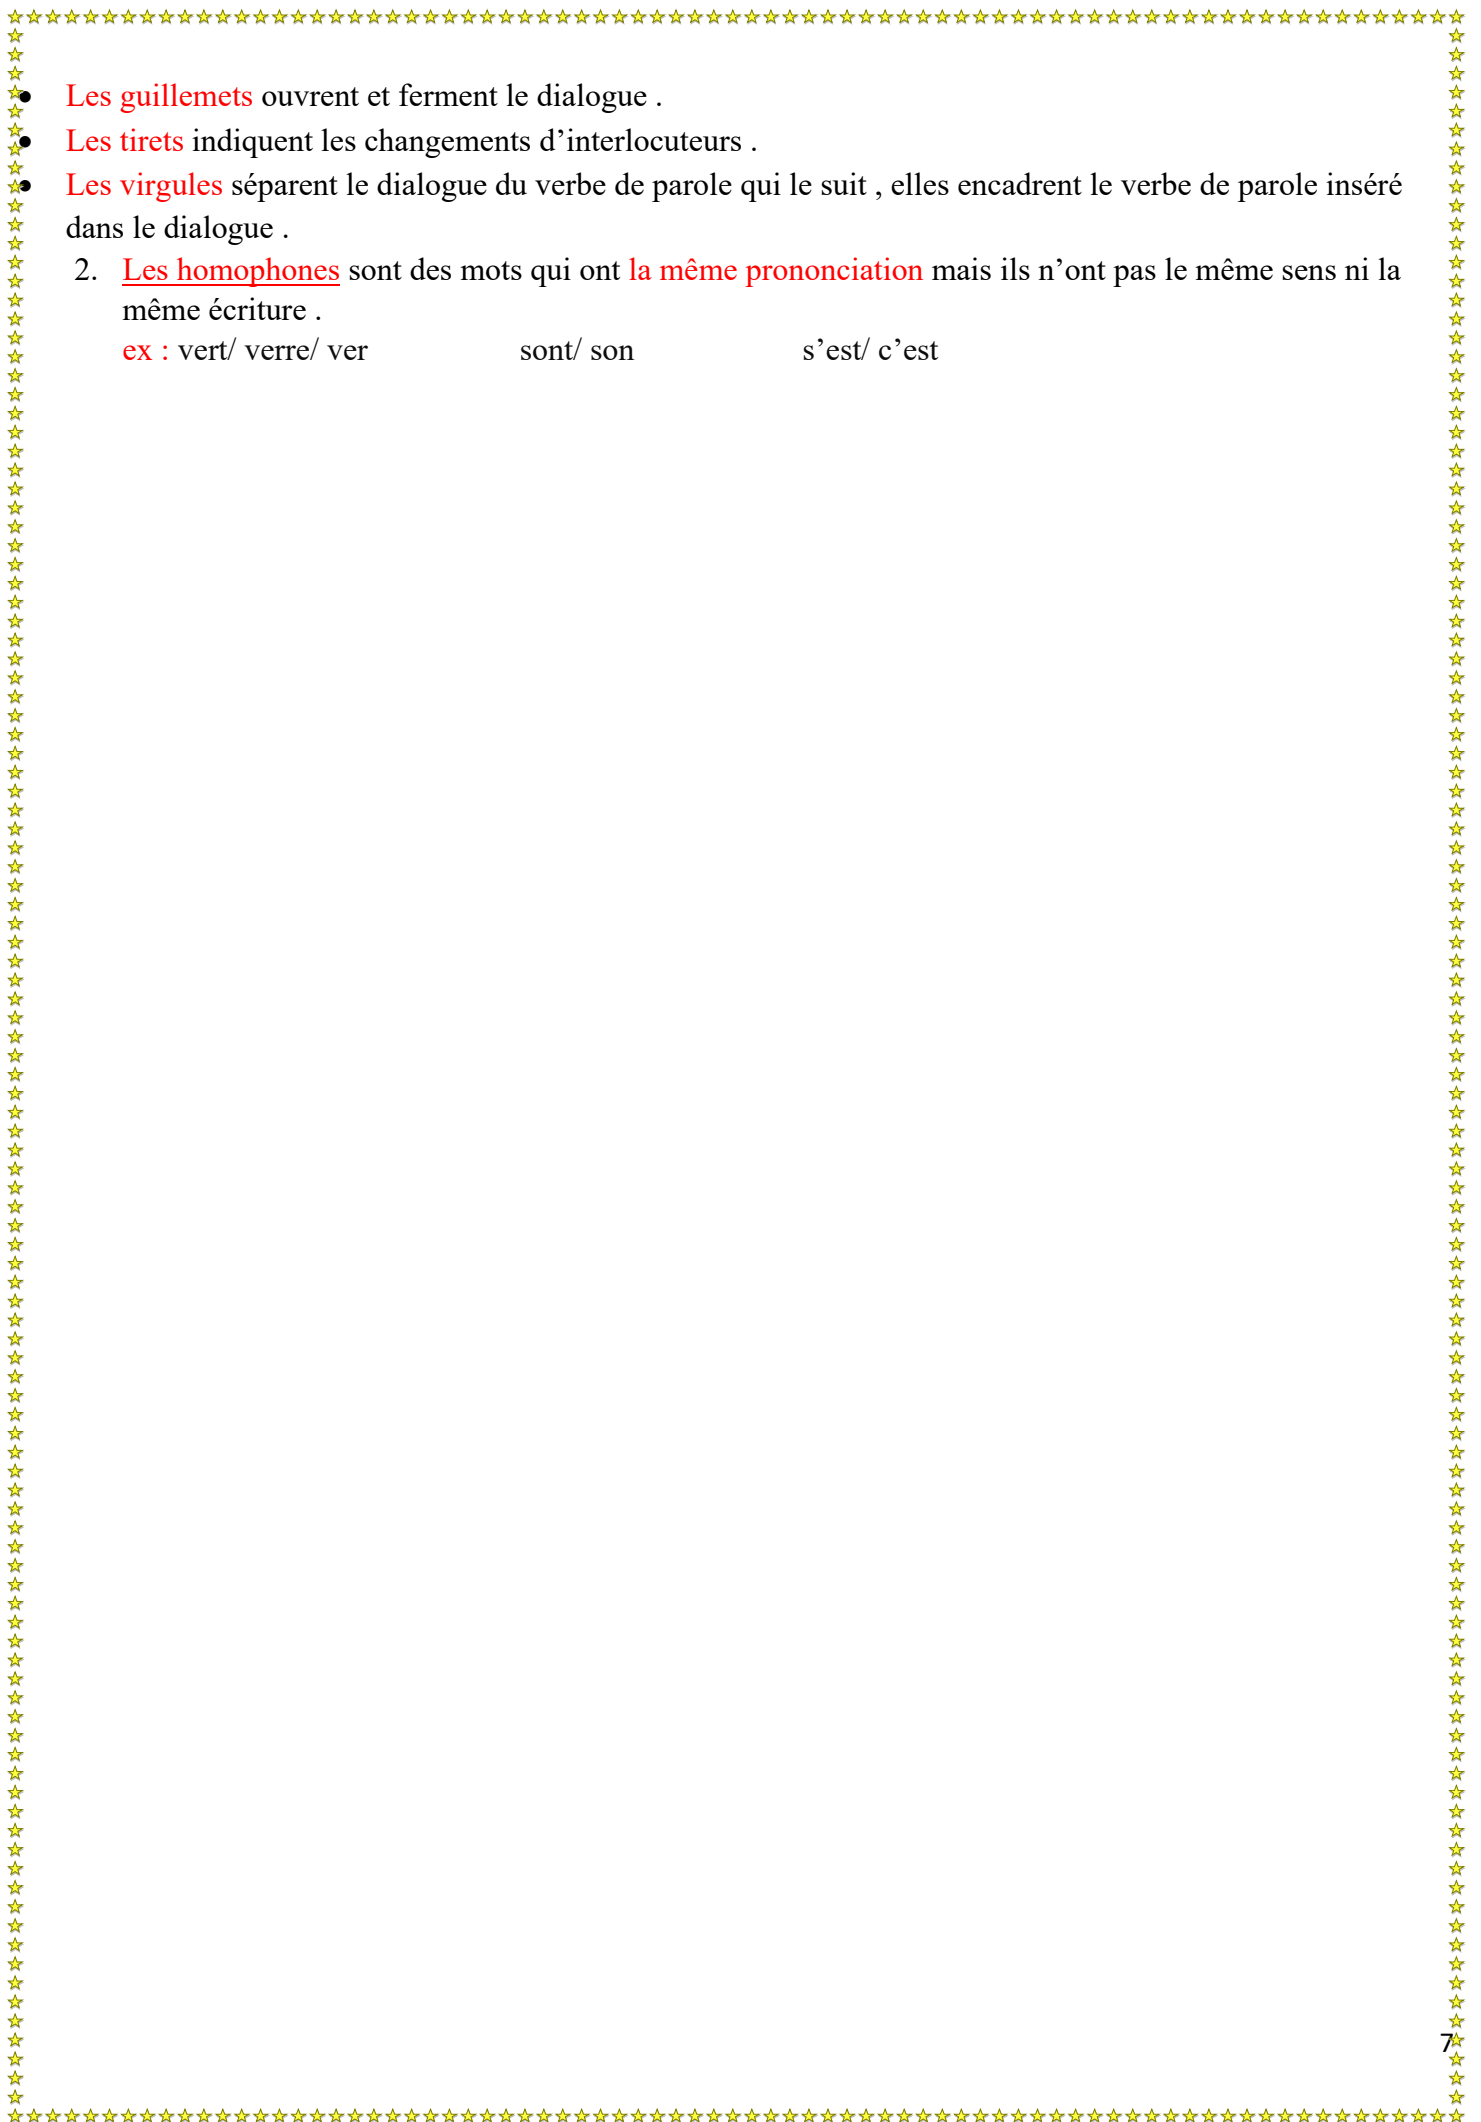 • Les guillemets ouvrent et ferment le dialogue .
• Les tirets indiquent les changements d’interlocuteurs .
• Les virgules séparent le dialogue du verbe de parole qui le suit , elles encadrent le verbe de parole inséré
dans le dialogue .
2. Les homophones sont des mots qui ont la même prononciation mais ils n’ont pas le même sens ni la
même écriture .
ex : vert/ verre/ ver sont/ son s’est/ c’est
7